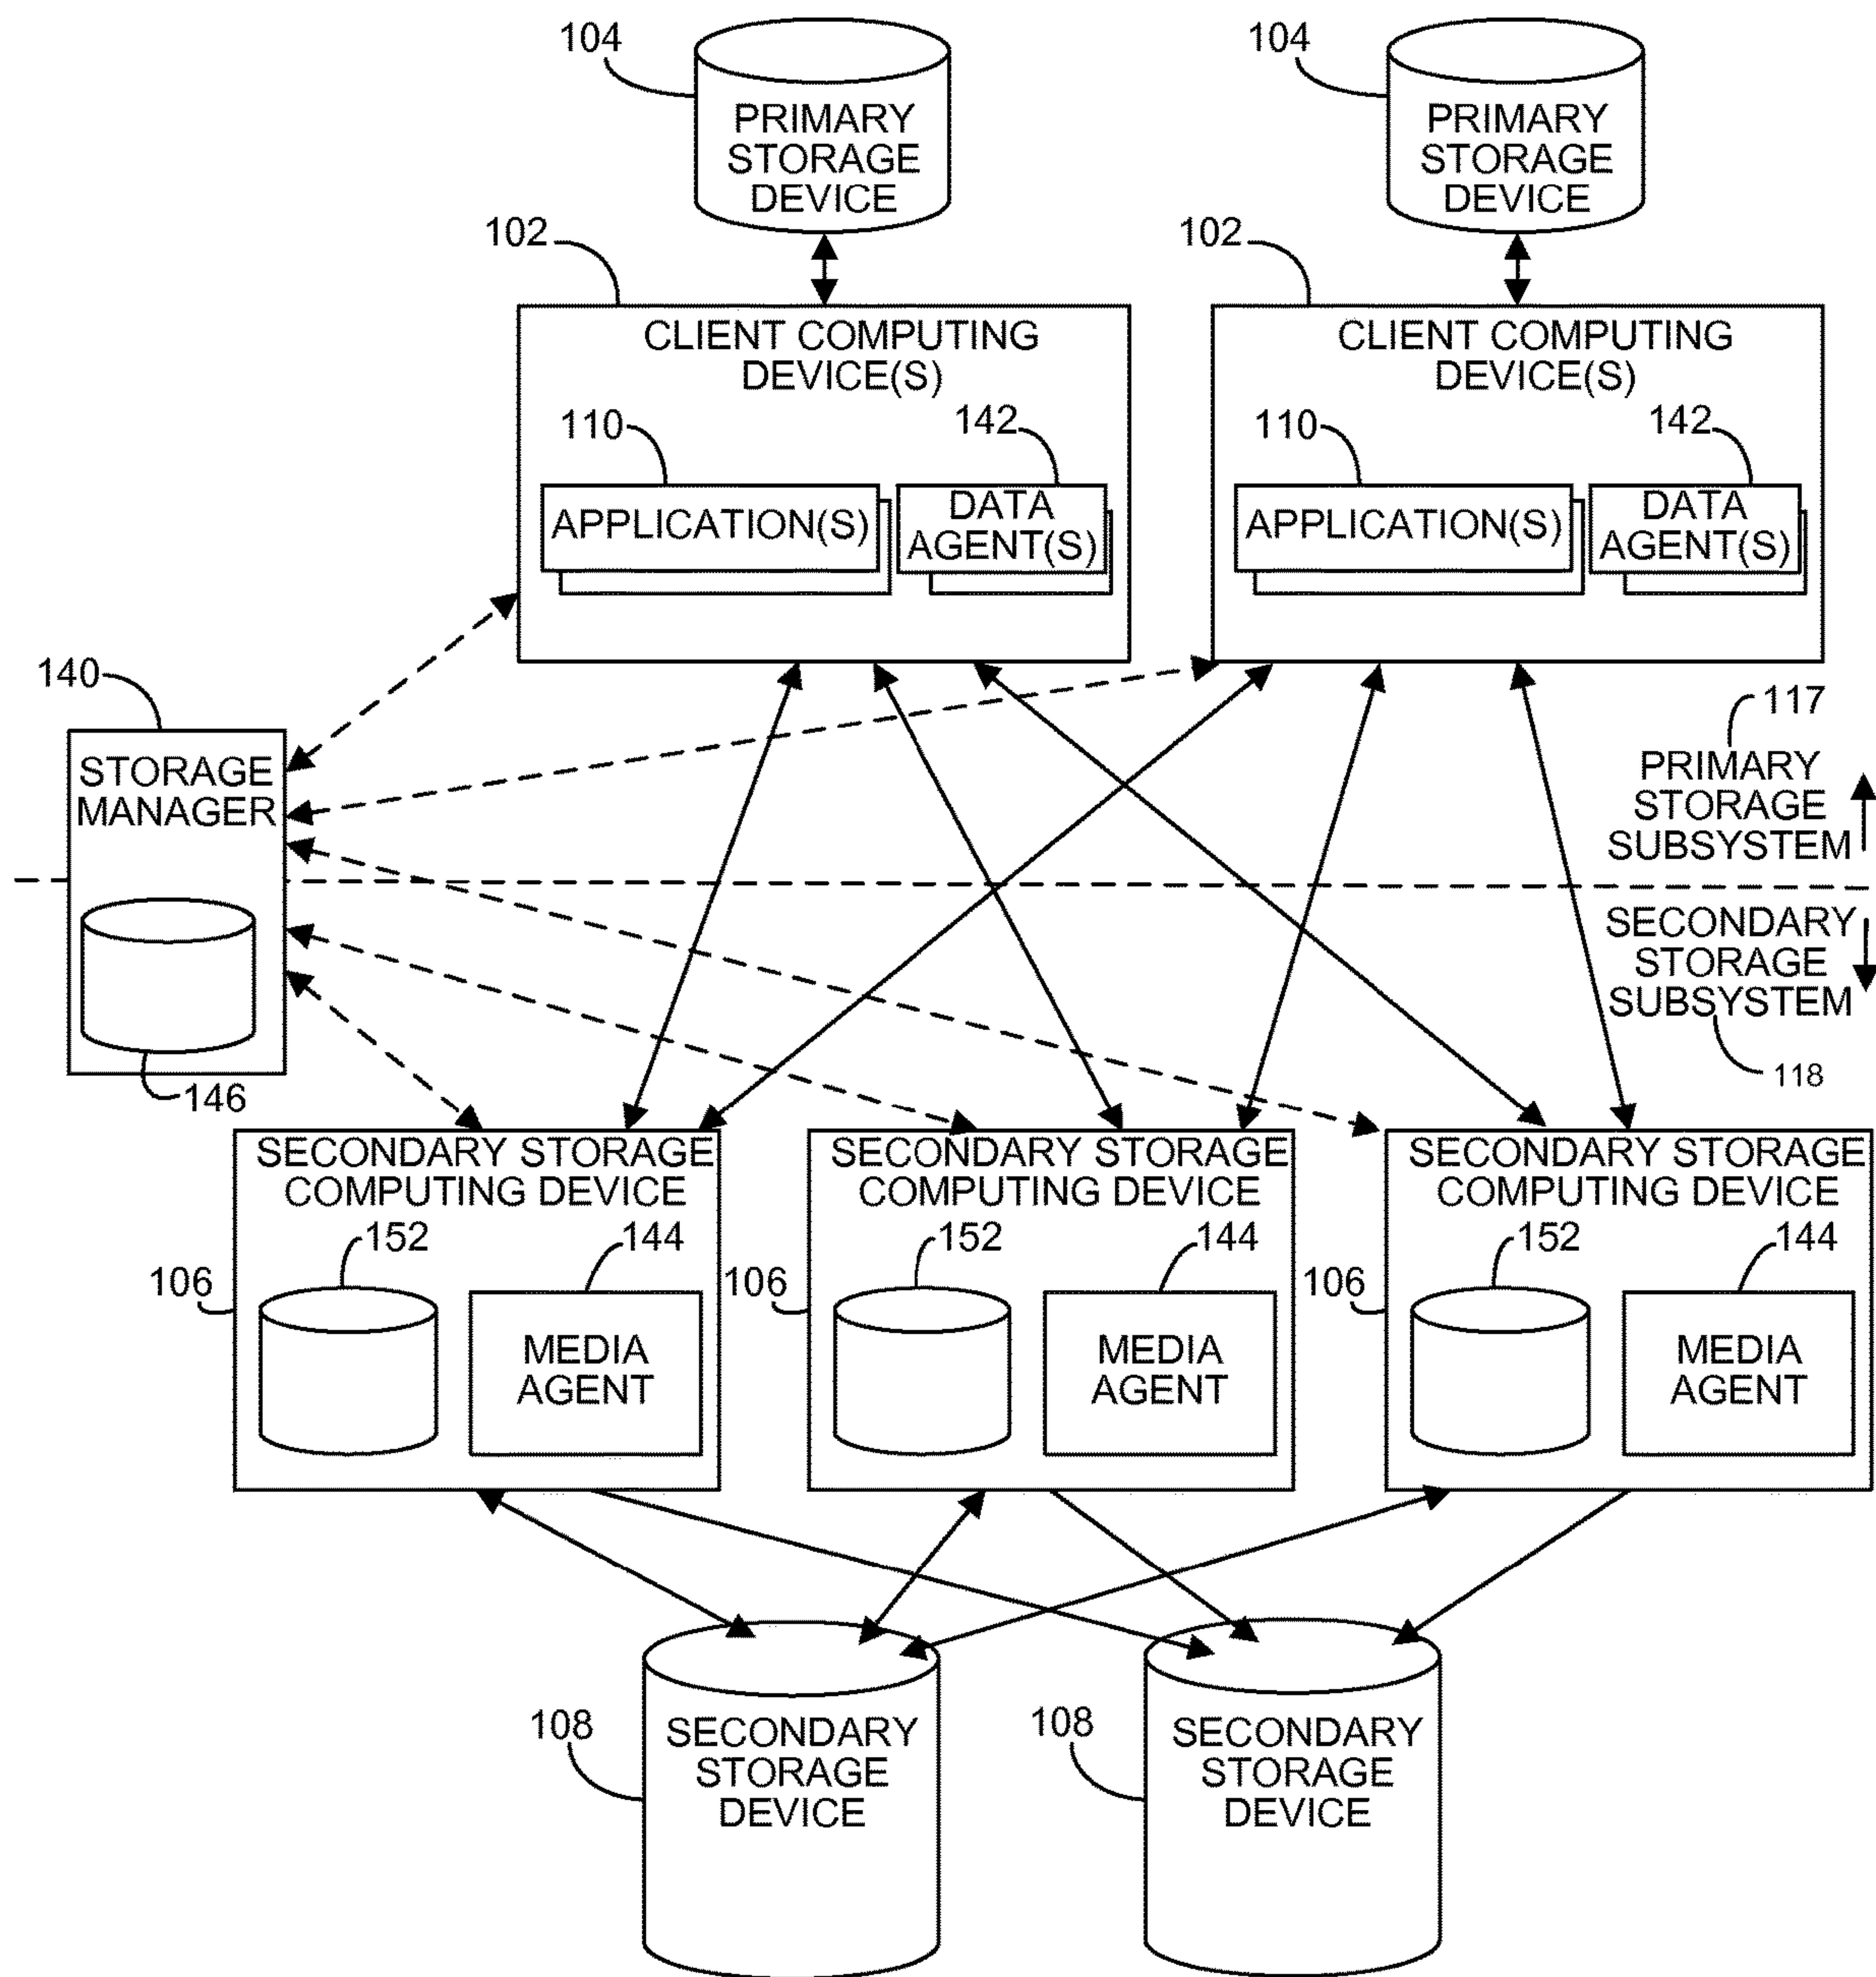 104
PRIMARY
STORAGE
DEVICE
104
PRIMARY
STORAGE
DEVICE
102
CLIENT COMPUTING
DEVICE(S)
110
142
APPLICATION(S)
DATA
AGENT(S)
102
CLIENT COMPUTING
DEVICE(S)
110
142
APPLICATION(S)
DATA
AGENT(S)
140
STORAGE
MANAGER
146
117
PRIMARY
STORAGE
SUBSYSTEM
SECONDARY
STORAGE
SUBSYSTEM
118
SECONDARY STORAGE
COMPUTING DEVICE
152
144
106
MEDIA
AGENT
SECONDARY STORAGE
COMPUTING DEVICE
152
144
106
MEDIA
AGENT
SECONDARY STORAGE
COMPUTING DEVICE
152
144
106
MEDIA
AGENT
108
SECONDARY
STORAGE
DEVICE
108
SECONDARY
STORAGE
DEVICE